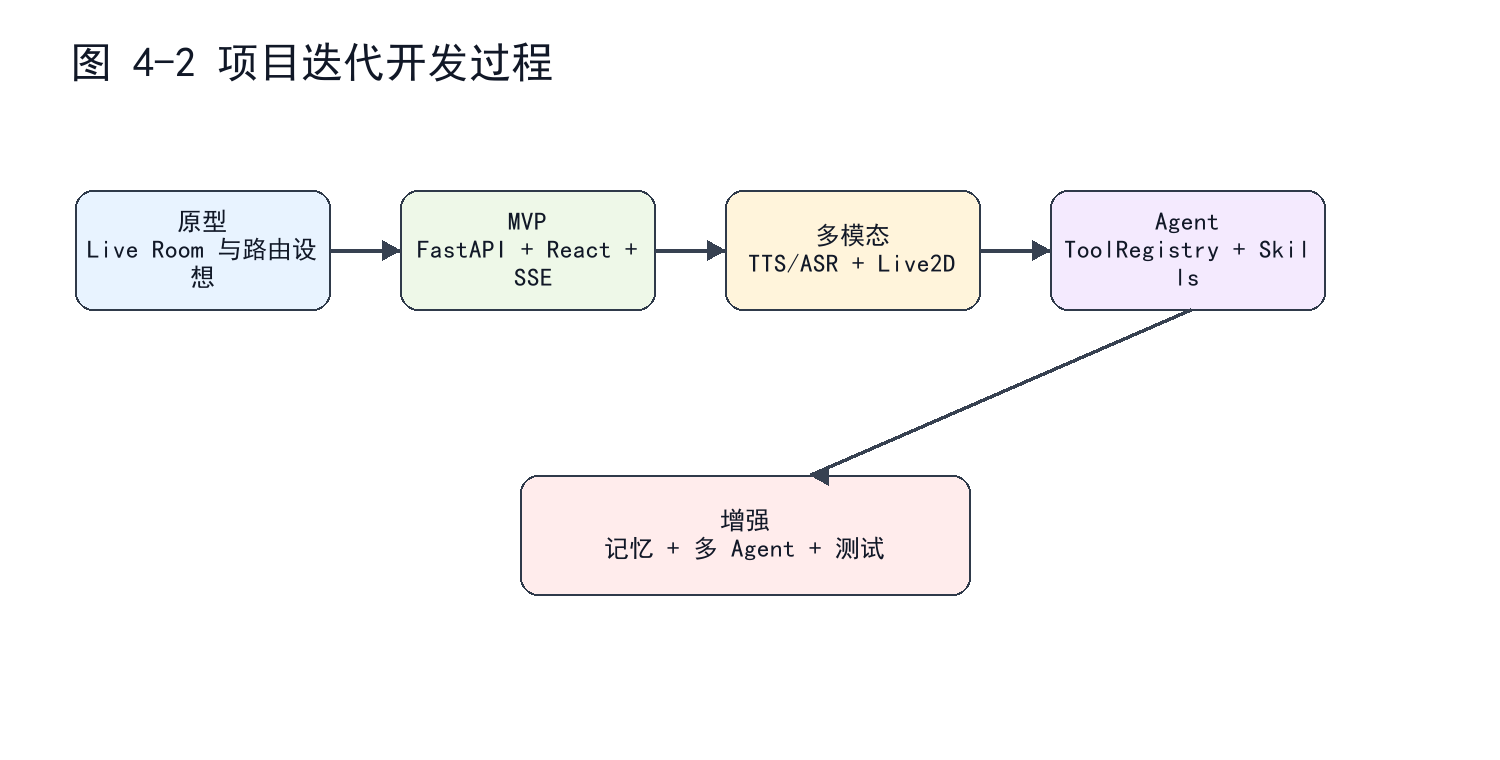 图 4-2 项目迭代开发过程
原型
Live Room 与路由设
想
MVP
FastAPI + React +
SSE
多模态
TTS/ASR + Live2D
Agent
ToolRegistry + Skil
ls
增强
记忆 + 多 Agent + 测试